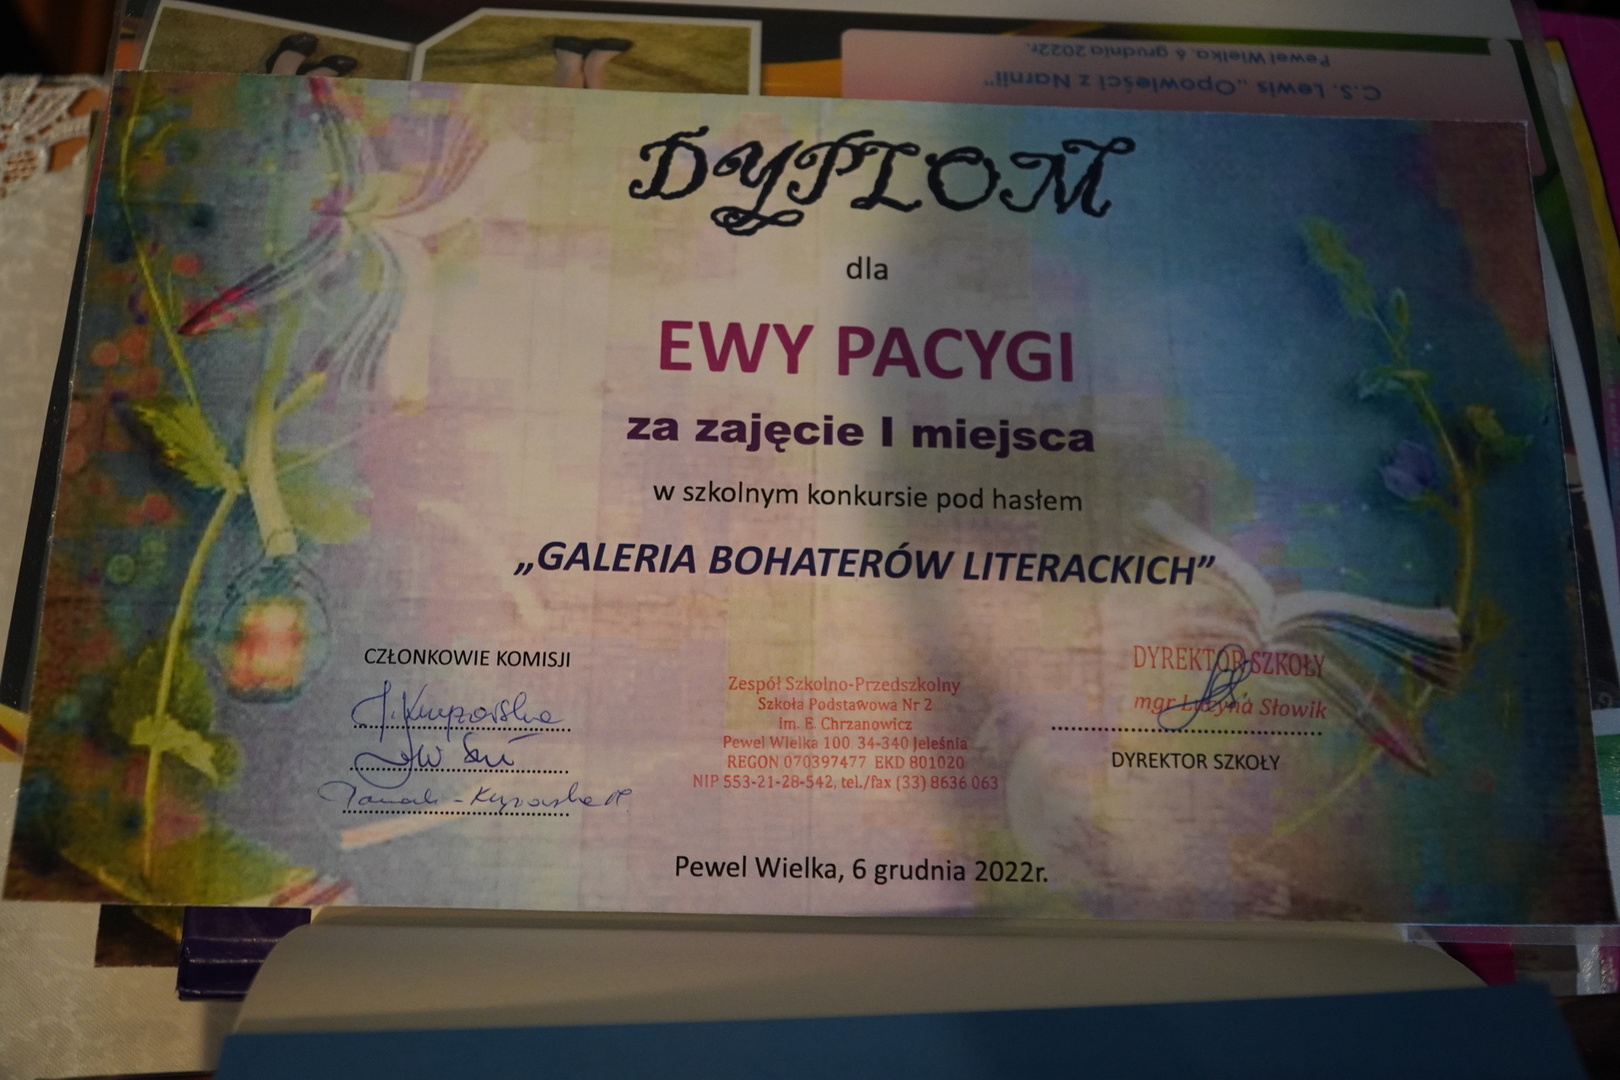 Pewel Wielka, 6 grudnia 2022r.
C.S. Lewis „Opowieści z Narnii"
DYPLOM
dla
EWY PACYGI
za zajęcie I miejsca
w szkolnym konkursie pod hasłem
„GALERIA BOHATERÓW LITERACKICH”
CZŁONKOWIE KOMISJI
Zespół Szkolno-Przedszkolny
Szkoła Podstawowa Nr 2
im. E. Chrzanowicz
Pewel Wielka 100 34-340 Jeleśnia
REGON 070397477 EKD 801020
NIP 553-21-28-542, tel./fax (33) 8636 063
DYREKTOR SZKOŁY
mgr Słowik
DYREKTOR SZKOŁY
Pewel Wielka, 6 grudnia 2022r.